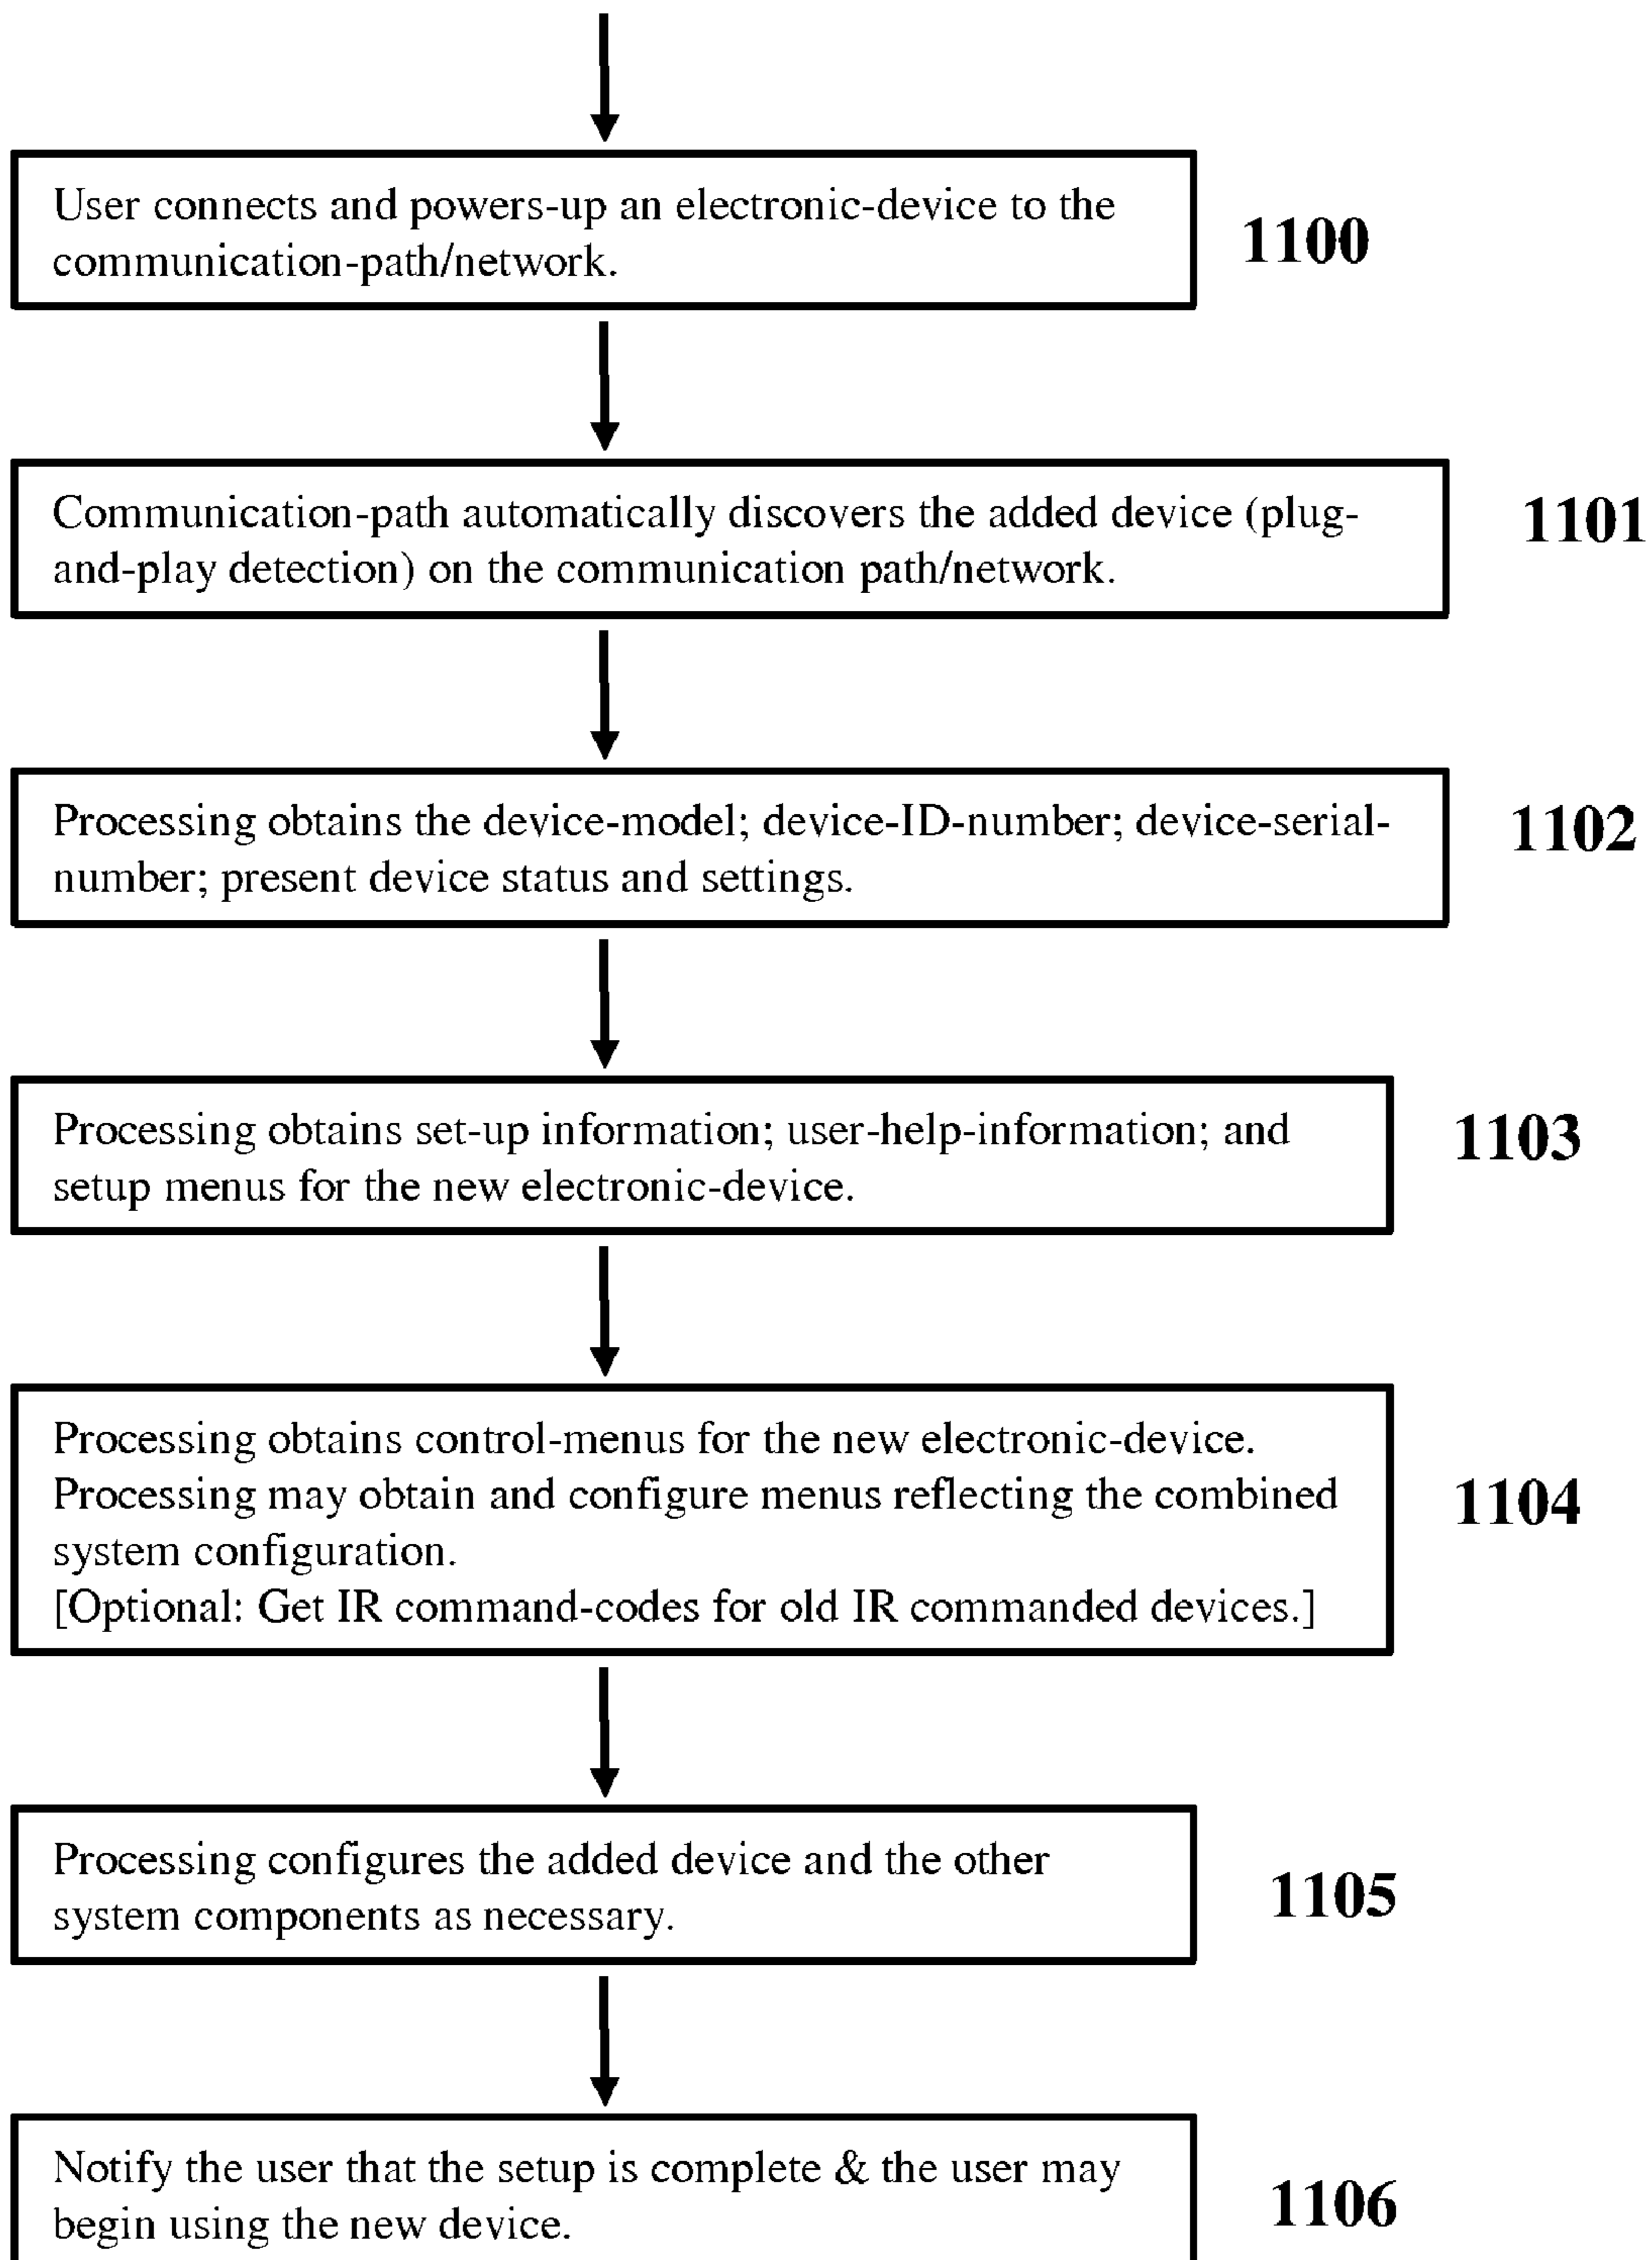 User connects and powers-up an electronic-device to the
communication-path/network.
1100
Communication-path automatically discovers the added device (plug-
and-play detection) on the communication path/network.
1101
Processing obtains the device-model; device-ID-number; device-serial-
number; present device status and settings.
1102
Processing obtains set-up information; user-help-information; and
setup menus for the new electronic-device.
1103
Processing obtains control-menus for the new electronic-device.
Processing may obtain and configure menus reflecting the combined
system configuration.
[Optional: Get IR command-codes for old IR commanded devices.]
1104
Processing configures the added device and the other
system components as necessary.
1105
Notify the user that the setup is complete & the user may
begin using the new device.
1106